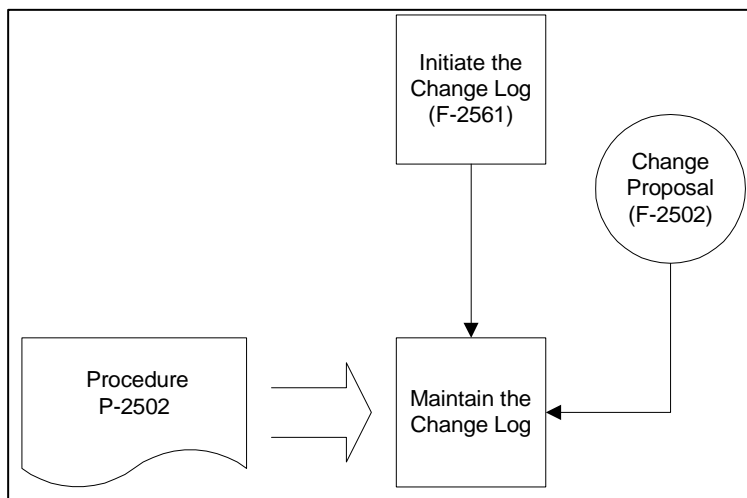 Initiate the
Change Log
(F-2561)
Change
Proposal
(F-2502)
Procedure
P-2502
Maintain the
Change Log